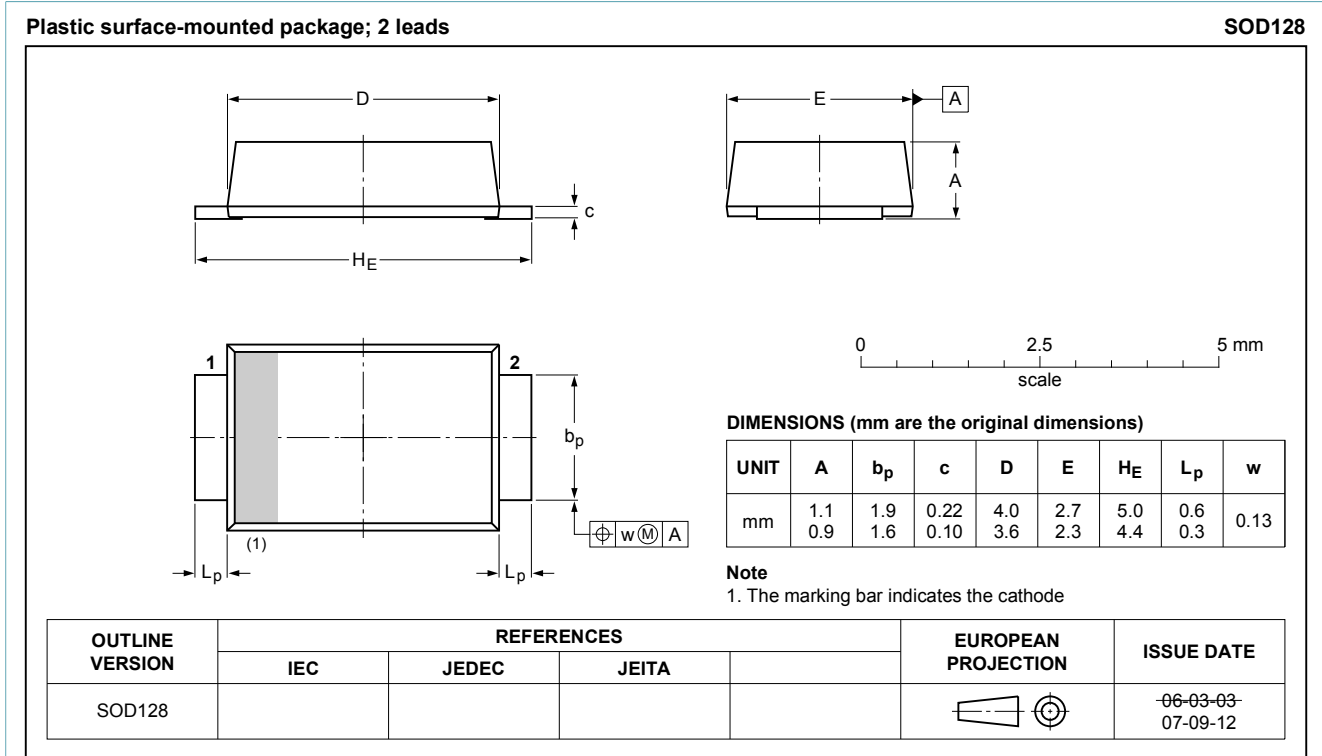 Plastic surface-mounted package; 2 leads SOD128
D
E A
A
c
HE
0 2.5 5 mm
scale
1 2
bp
w Ⓜ A
(1)
Lp Lp
DIMENSIONS (mm are the original dimensions)
UNIT A bp c D E HE Lp w
mm 1.1 1.9 0.22 4.0 2.7 5.0 0.6 0.13
0.9 1.6 0.10 3.6 2.3 4.4 0.3
Note
1. The marking bar indicates the cathode
OUTLINE VERSION REFERENCES EUROPEAN PROJECTION ISSUE DATE
IEC JEDEC JEITA
SOD128 06-03-03
07-09-12